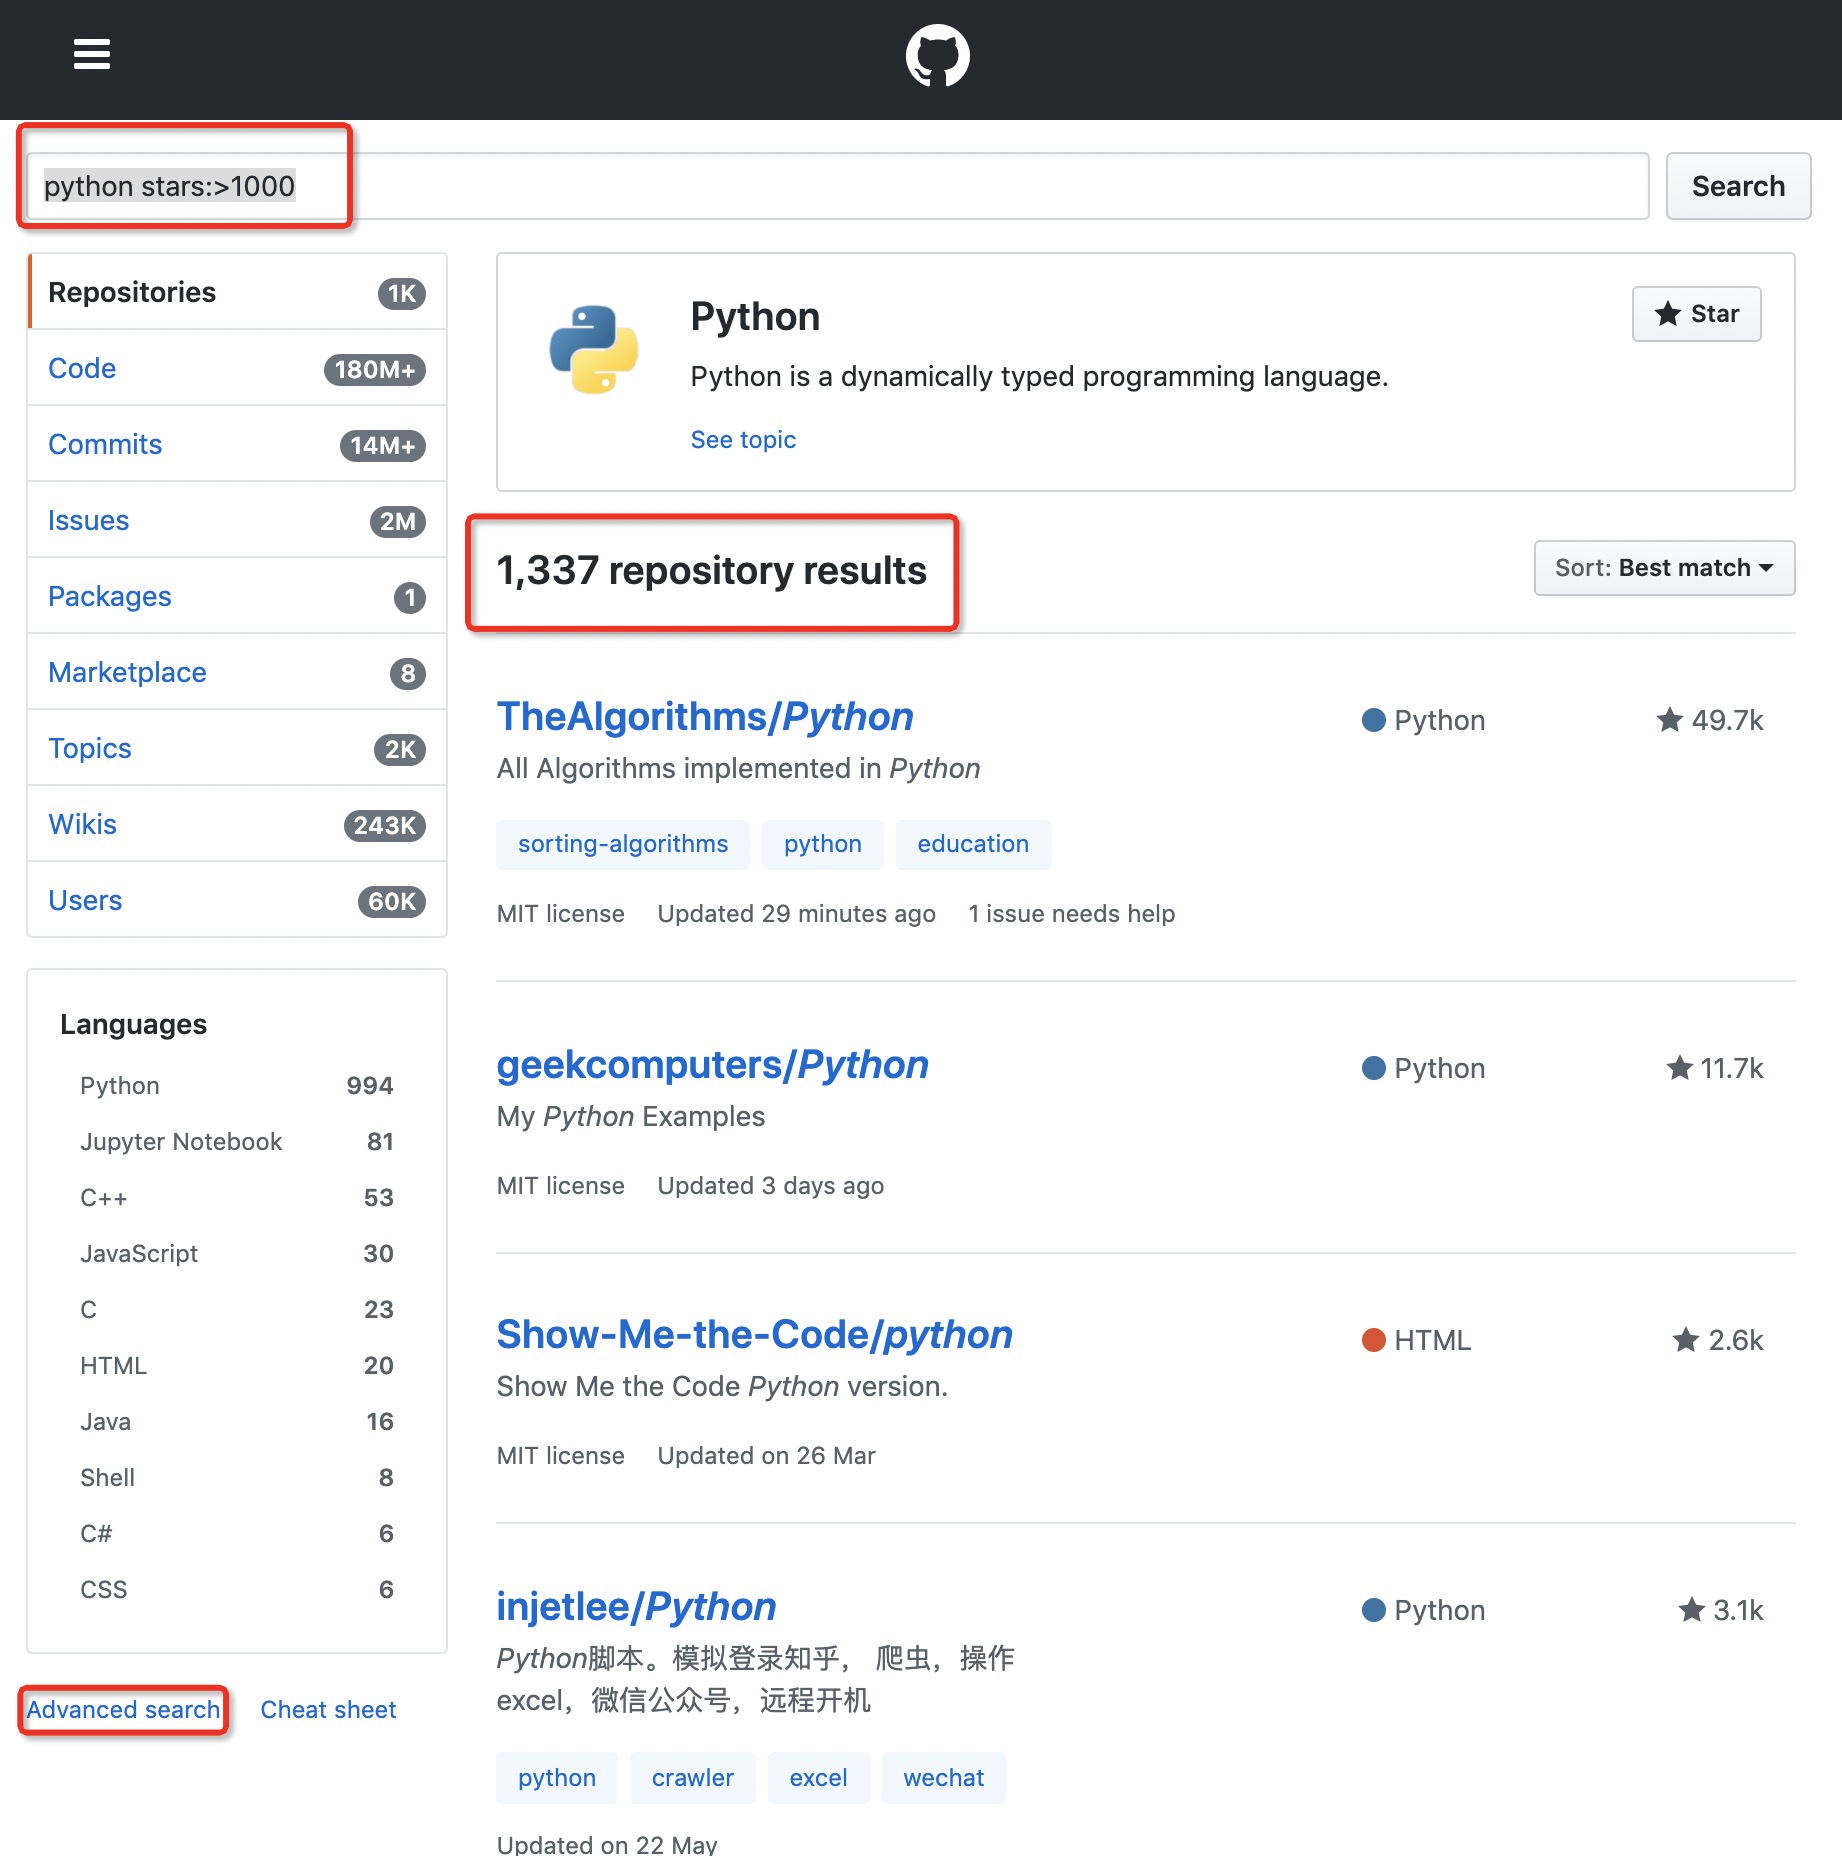 python stars:>1000
Search
Repositories 1K
Code 180M+
Commits 14M+
Issues 2M
Packages 1
Marketplace 8
Topics 2K
Wikis 243K
Users 60K
Languages
Python 994
Jupyter Notebook 81
C++ 53
JavaScript 30
C 23
HTML 20
Java 16
Shell 8
C# 6
CSS 6
Advanced search Cheat sheet
Python
Star
Python is a dynamically typed programming language.
See topic
1,337 repository results
Sort: Best match
TheAlgorithms/Python
Python
49.7k
All Algorithms implemented in Python
sorting-algorithms python education
MIT license Updated 29 minutes ago 1 issue needs help
geekcomputers/Python
Python
11.7k
My Python Examples
MIT license Updated 3 days ago
Show-Me-the-Code/python
HTML
2.6k
Show Me the Code Python version.
MIT license Updated on 26 Mar
injetlee/Python
Python
3.1k
Python脚本。模拟登录知乎， 爬虫，操作
excel，微信公众号，远程开机
python crawler excel wechat
Updated on 22 May